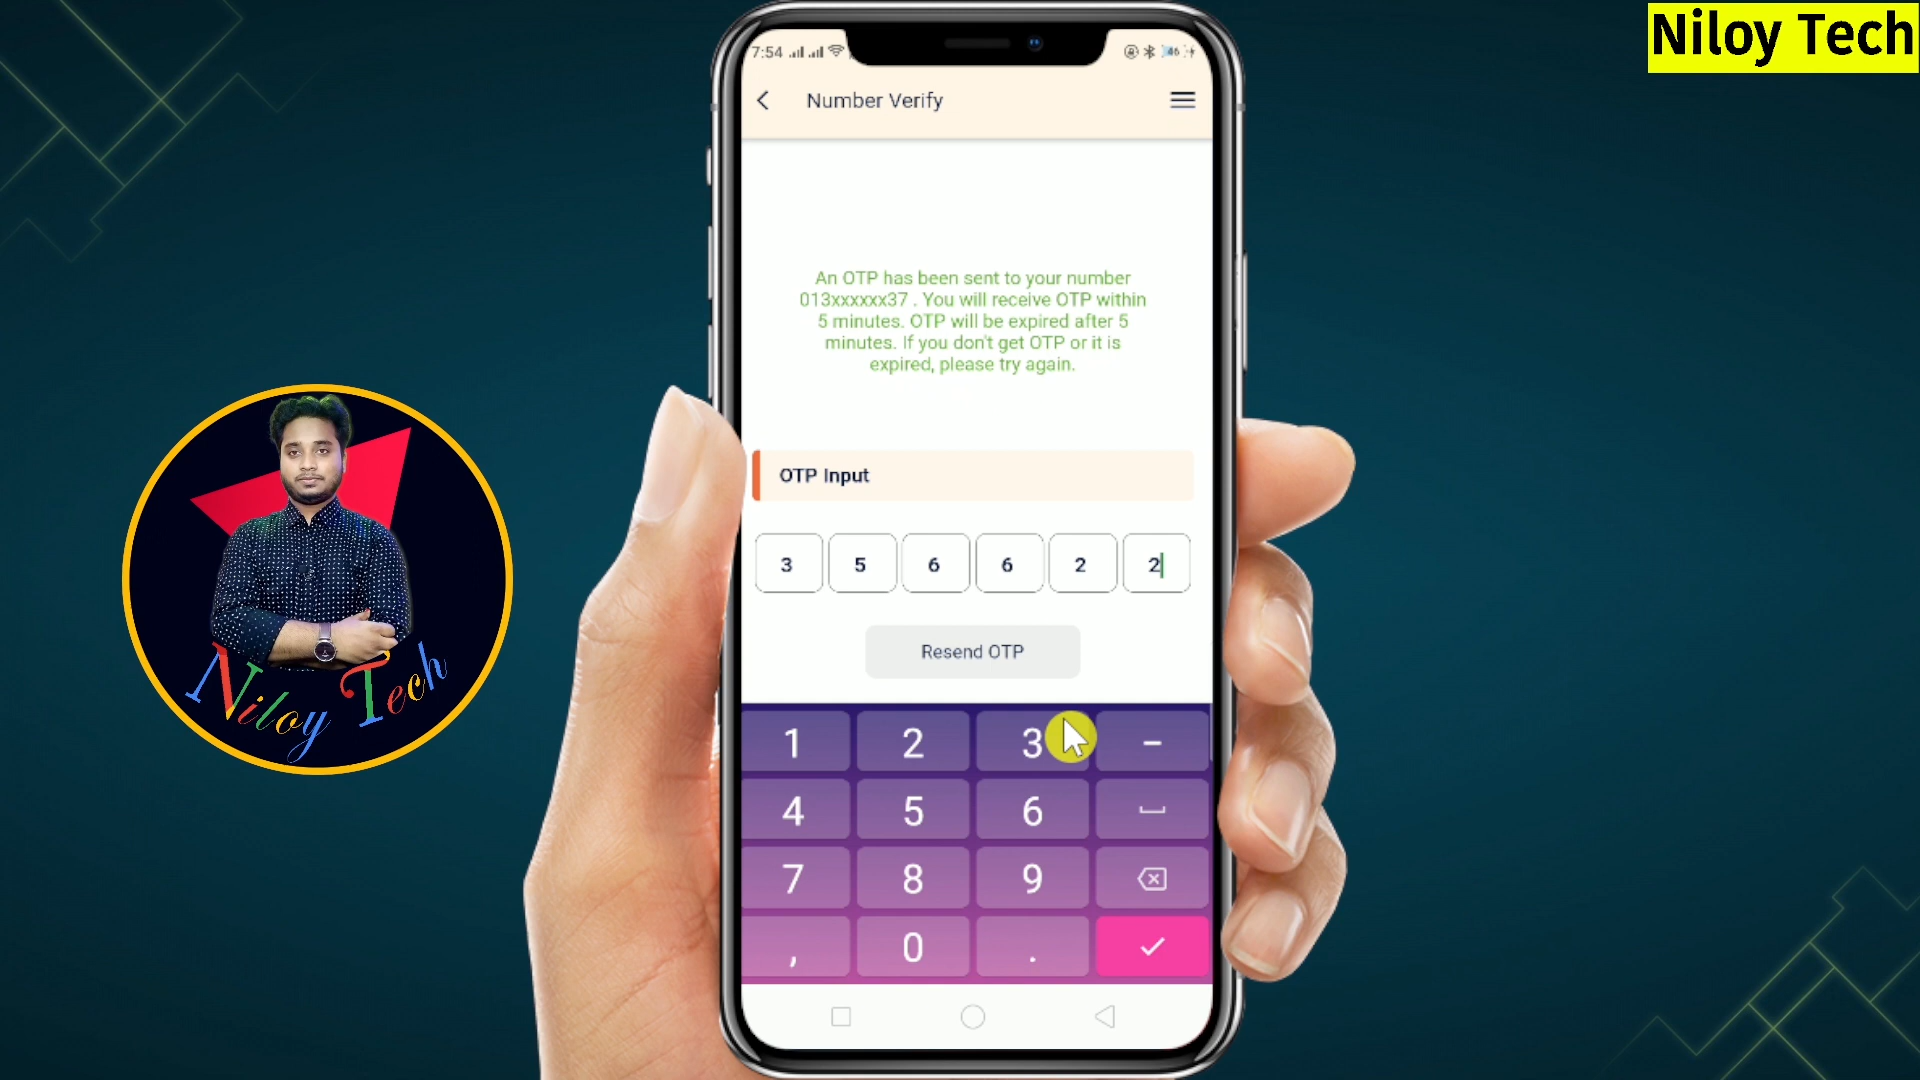 Niloy Tech
7:54
46
Number Verify
An OTP has been sent to your number
013xxxxxx37 . You will receive OTP within
5 minutes. OTP will be expired after 5
minutes. If you don't get OTP or it is
expired, please try again.
OTP Input
3 5 6 6 2 2
Resend OTP
Niloy Tech
1 2 3 -
4 5 6
7 8 9
, 0 .